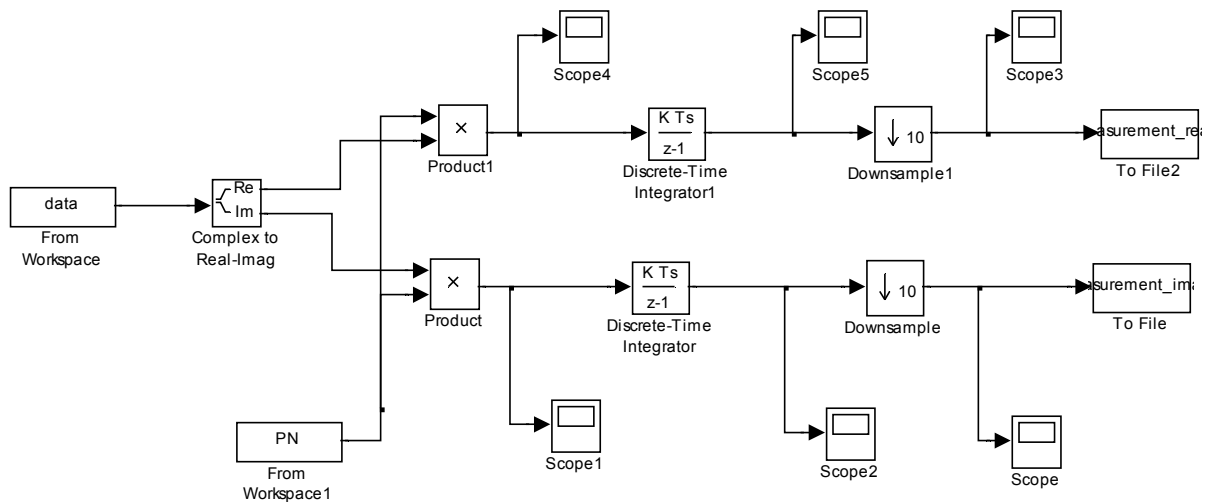 Scope4
Scope5
Scope3
×
Product1
K Ts
z-1
Discrete-Time
Integrator1
↓ 10
Downsample1
asurement_rea
To File2
data
From
Workspace
Re
Im
Complex to
Real-Imag
×
Product
K Ts
z-1
Discrete-Time
Integrator
↓ 10
Downsample
asurement_ima
To File
PN
From
Workspace1
Scope1
Scope2
Scope